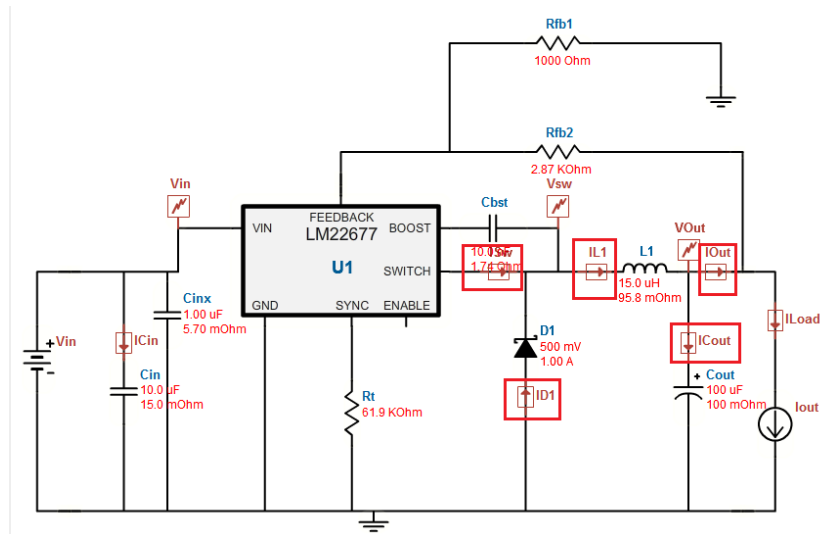 Rfb1
1000 Ohm
Rfb2
2.87 KOhm
Vin
Vsw
Cbst
VOut
FEEDBACK
VIN
BOOST
LM22677
IL1
L1
IOut
U1
SWITCH
15.0 uH
95.8 mOhm
Cinx
1.00 uF
5.70 mOhm
GND
SYNC
ENABLE
ILoad
Vin
+
-
ICin
D1
500 mV
1.00 A
ICout
Cin
10.0 uF
15.0 mOhm
Rt
61.9 KOhm
ID1
+
Cout
100 uF
100 mOhm
Iout